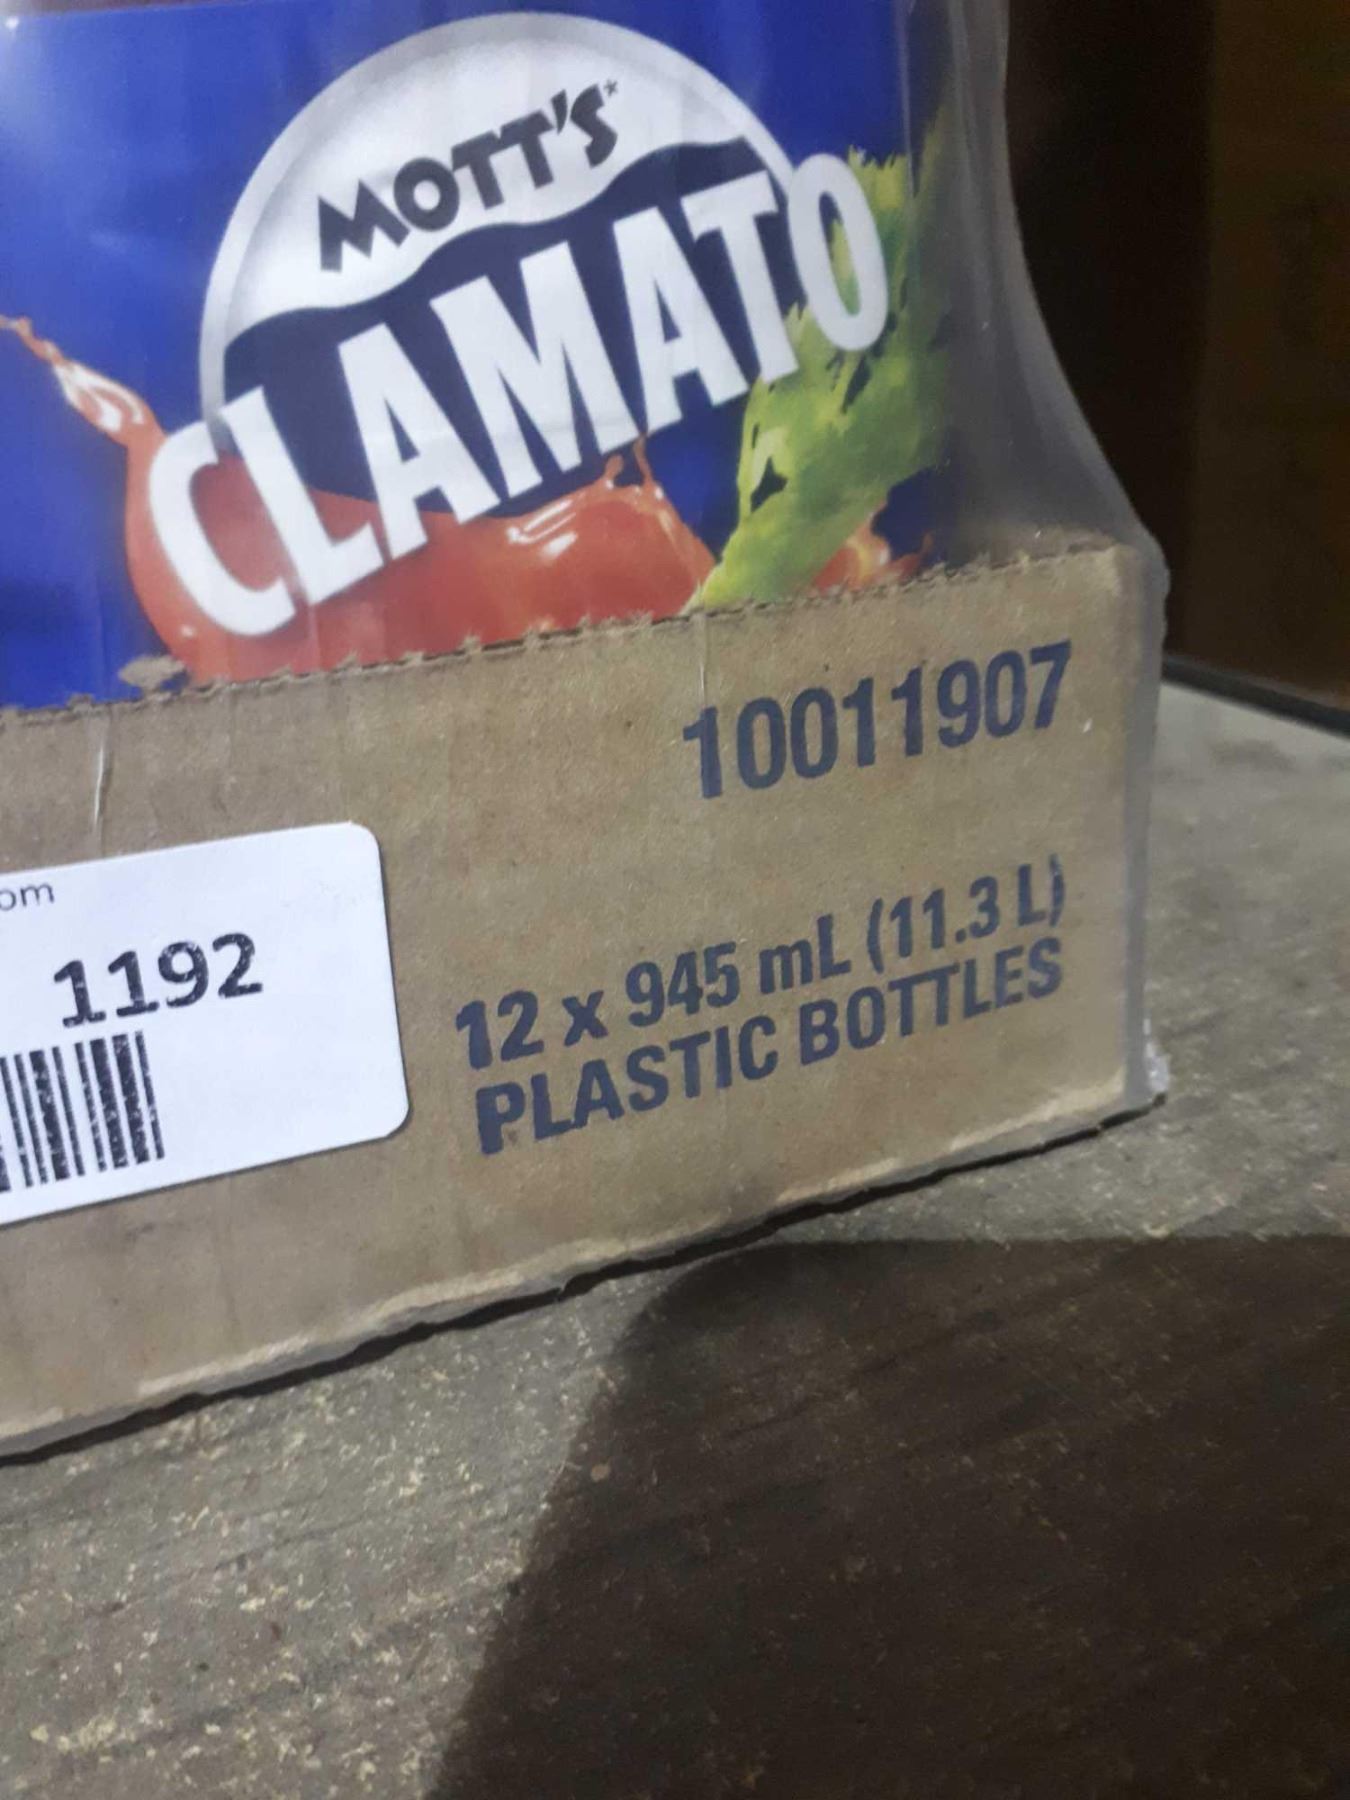 MOTT'S*
CLAMATO
10011907
om
1192
12 x 945 mL (11.3 L)
PLASTIC BOTTLES